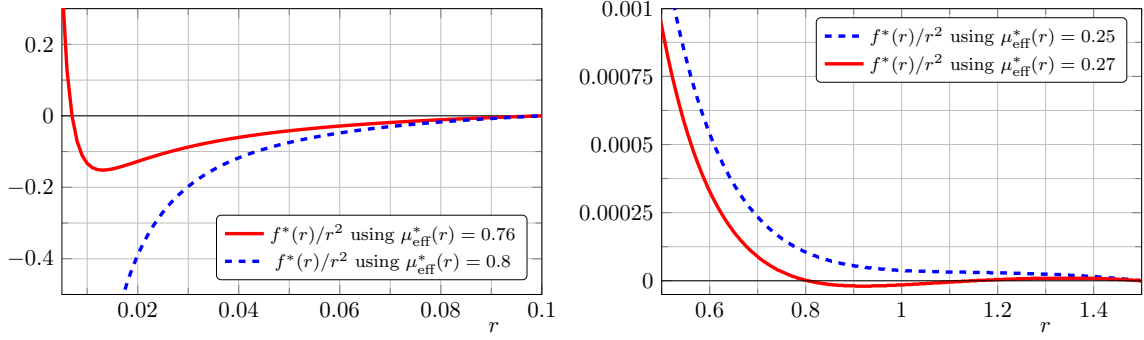 0.2
0
−0.2
−0.4
0.02 0.04 0.06 0.08 0.1
r
f*(r)/r² using μ*eff(r) = 0.76
f*(r)/r² using μ*eff(r) = 0.8
0.001
0.00075
0.0005
0.00025
0
0.6 0.8 1 1.2 1.4
r
f*(r)/r² using μ*eff(r) = 0.25
f*(r)/r² using μ*eff(r) = 0.27